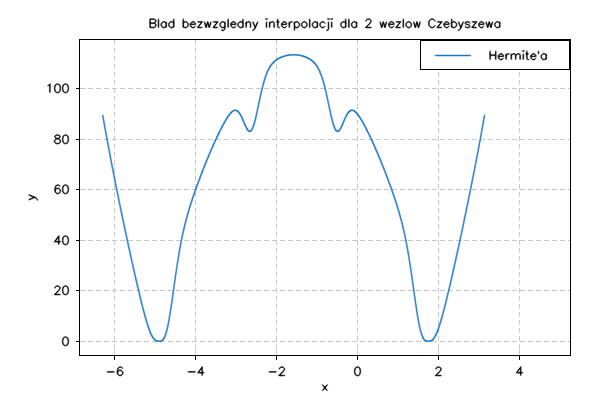 Blad bezwzgledny interpolacji dla 2 wezlow Czebyszewa
Hermite'a
100
80
60
40
20
0
y
−6 −4 −2 0 2 4
x